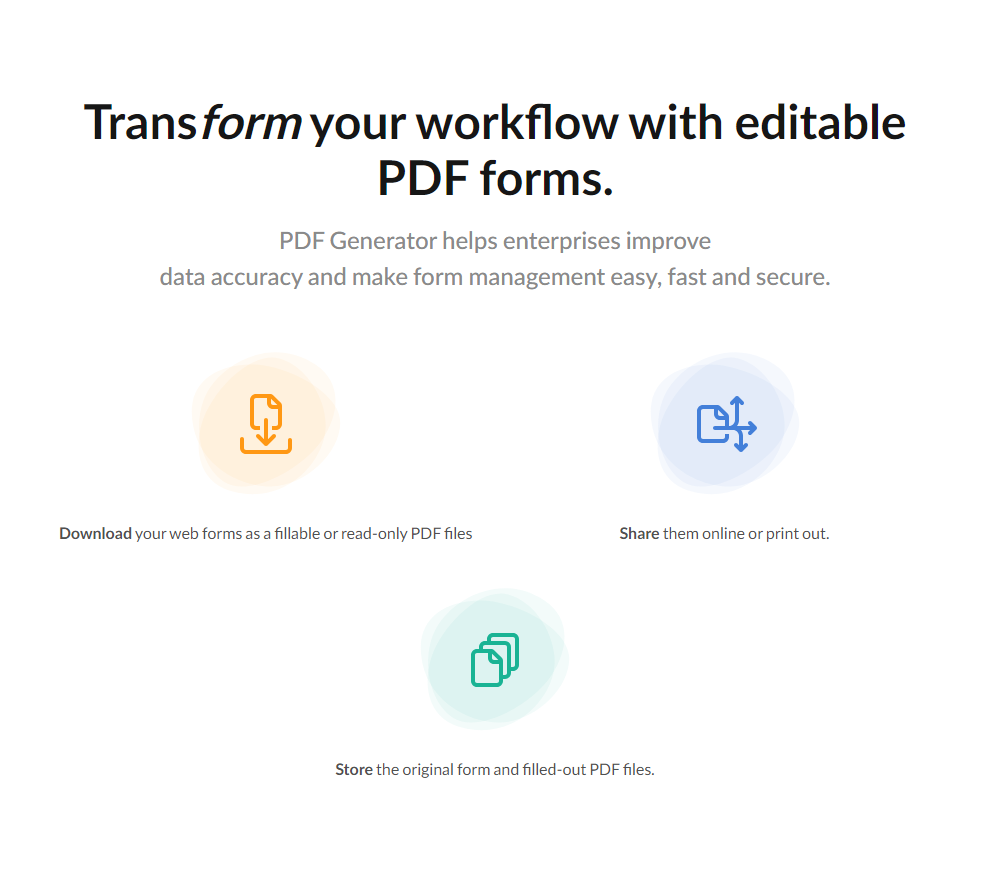 Transform your workflow with editable
PDF forms.
PDF Generator helps enterprises improve
data accuracy and make form management easy, fast and secure.
Download your web forms as a fillable or read-only PDF files
Share them online or print out.
Store the original form and filled-out PDF files.